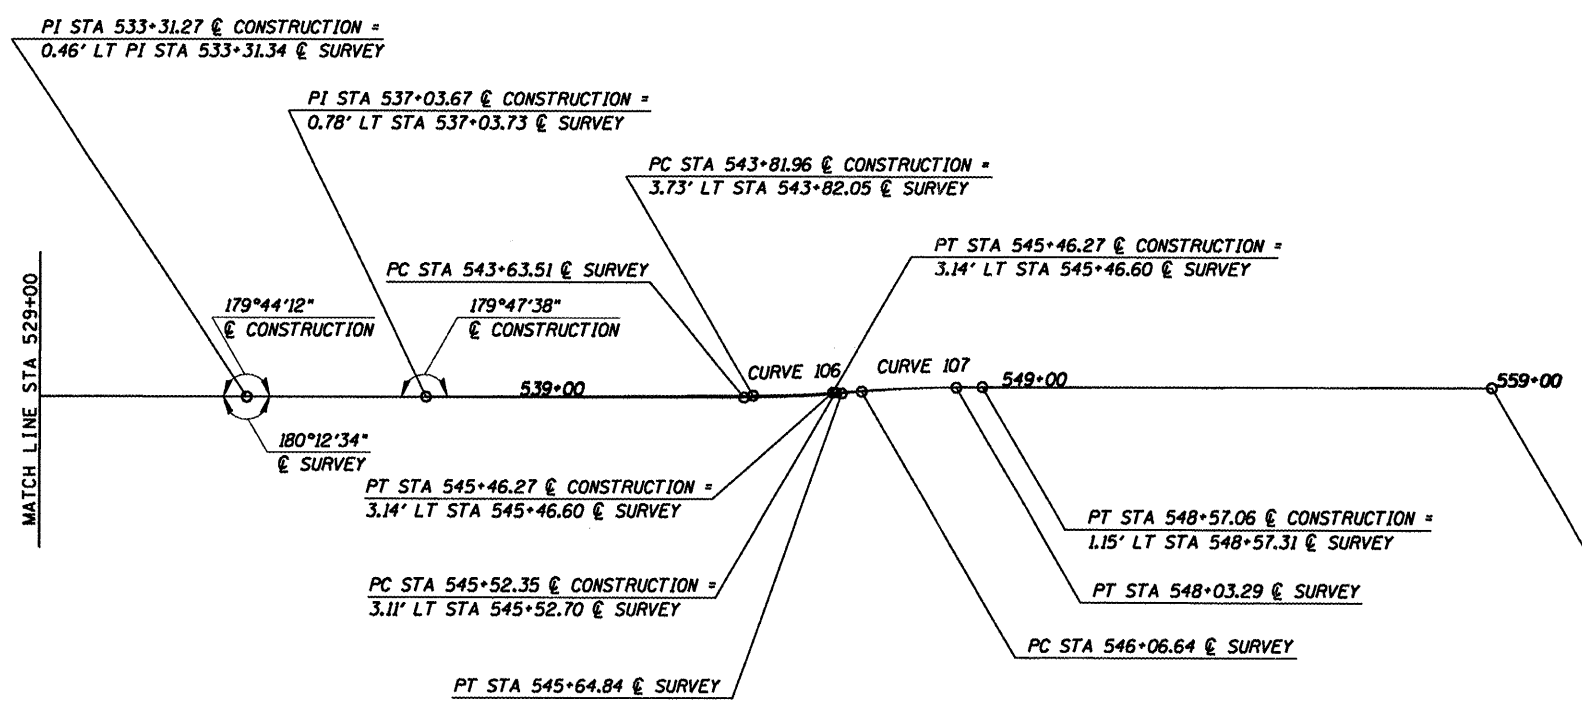 PI STA 533+31.27 ℄ CONSTRUCTION =
0.46' LT PI STA 533+31.34 ℄ SURVEY
PI STA 537+03.67 ℄ CONSTRUCTION =
0.78' LT STA 537+03.73 ℄ SURVEY
PC STA 543+81.96 ℄ CONSTRUCTION =
3.73' LT STA 543+82.05 ℄ SURVEY
PT STA 545+46.27 ℄ CONSTRUCTION =
3.14' LT STA 545+46.60 ℄ SURVEY
PC STA 543+63.51 ℄ SURVEY
179°44'12"
℄ CONSTRUCTION
179°47'38"
℄ CONSTRUCTION
MATCH LINE STA 529+00
CURVE 106
CURVE 107
539+00
549+00
559+00
180°12'34"
℄ SURVEY
PT STA 545+46.27 ℄ CONSTRUCTION =
3.14' LT STA 545+46.60 ℄ SURVEY
PT STA 548+57.06 ℄ CONSTRUCTION =
1.15' LT STA 548+57.31 ℄ SURVEY
PC STA 545+52.35 ℄ CONSTRUCTION =
3.11' LT STA 545+52.70 ℄ SURVEY
PT STA 548+03.29 ℄ SURVEY
PC STA 546+06.64 ℄ SURVEY
PT STA 545+64.84 ℄ SURVEY